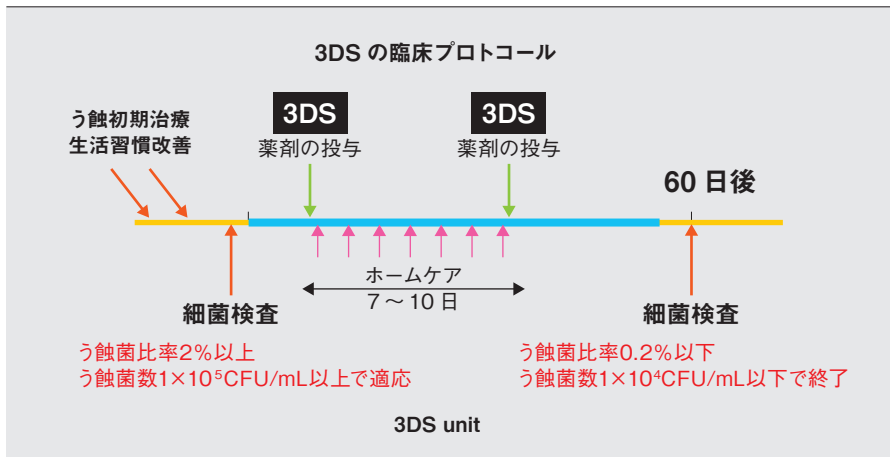 3DS の臨床プロトコール
う蝕初期治療
生活習慣改善
3DS
薬剤の投与
3DS
薬剤の投与
60 日後
ホームケア
7 〜 10 日
細菌検査
う蝕菌比率2%以上
う蝕菌数1×10⁵CFU/mL以上で適応
細菌検査
う蝕菌比率0.2%以下
う蝕菌数1×10⁴CFU/mL以下で終了
3DS unit